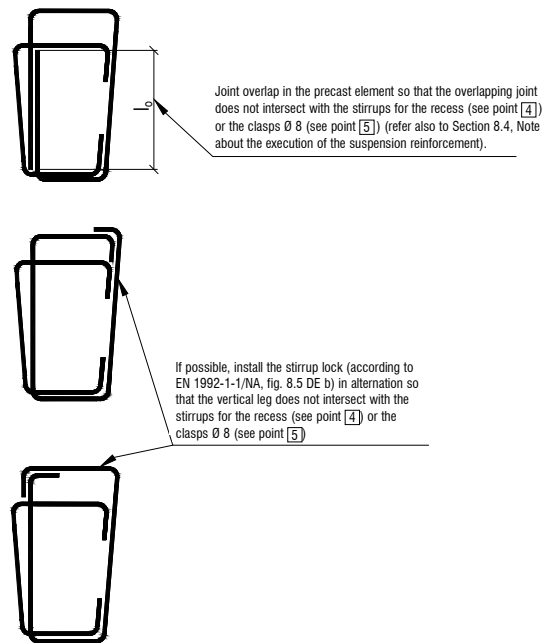 l₀
Joint overlap in the precast element so that the overlapping joint
does not intersect with the stirrups for the recess (see point 4)
or the clasps Ø 8 (see point 5) (refer also to Section 8.4, Note
about the execution of the suspension reinforcement).
If possible, install the stirrup lock (according to
EN 1992-1-1/NA, fig. 8.5 DE b) in alternation so
that the vertical leg does not intersect with the
stirrups for the recess (see point 4) or the
clasps Ø 8 (see point 5)